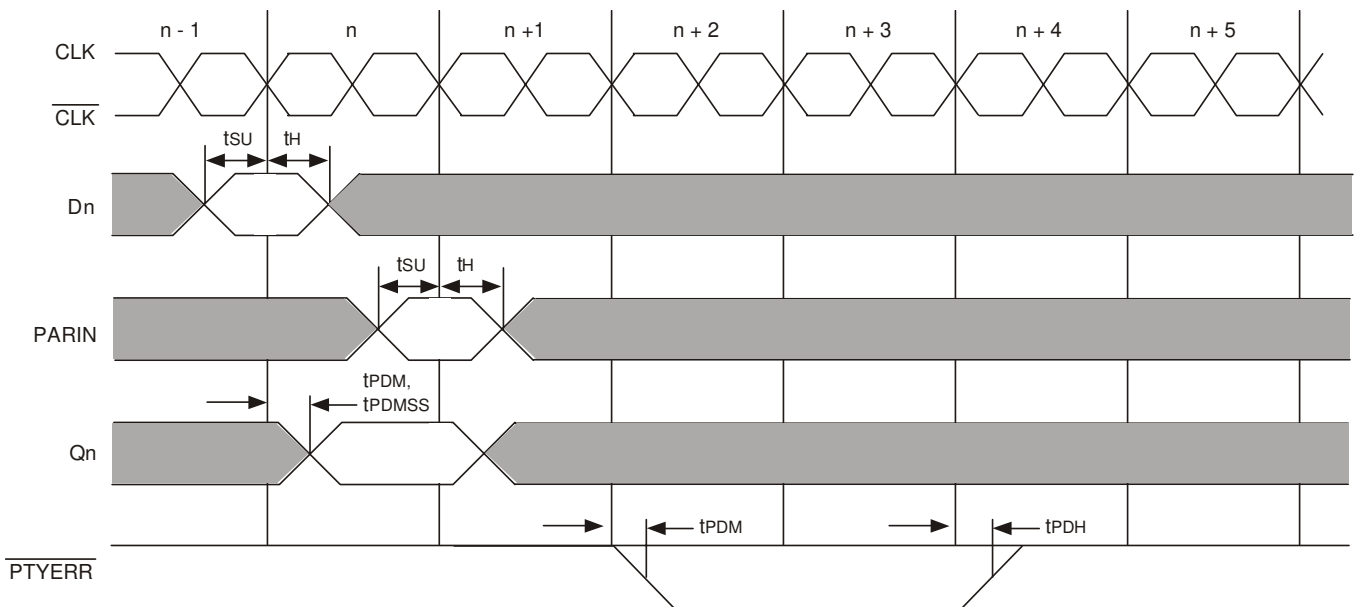 n - 1 n n +1 n + 2 n + 3 n + 4 n + 5
CLK
CLK
tSU tH
Dn
tSU tH
PARIN
tPDM,
tPDMSS
Qn
tPDM tPDH
PTYERR